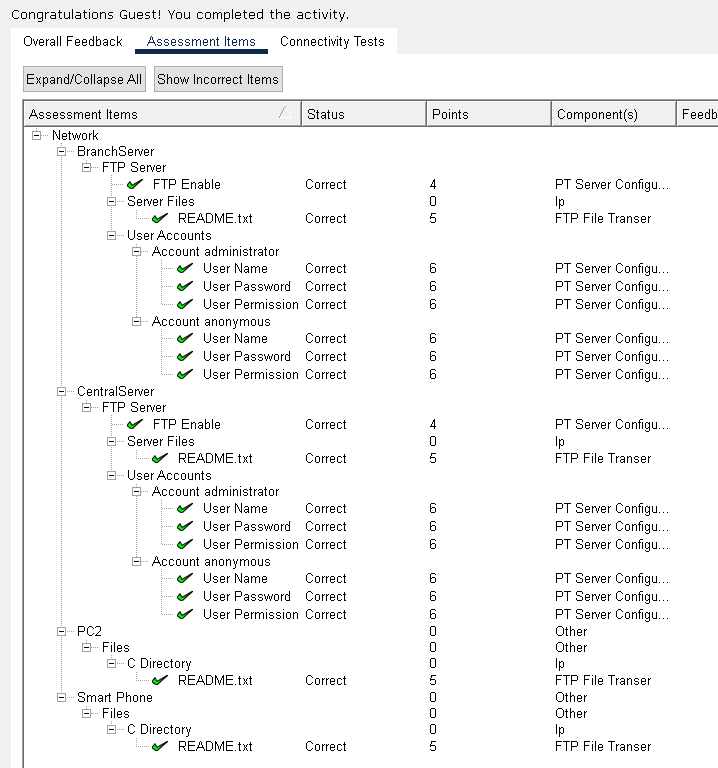 Congratulations Guest! You completed the activity.
Overall Feedback Assessment Items Connectivity Tests
Expand/Collapse All Show Incorrect Items
Assessment Items Status Points Component(s) Feedb
Network
BranchServer
FTP Server
FTP Enable Correct 4 PT Server Configu...
Server Files 0 Ip
README.txt Correct 5 FTP File Transer
User Accounts
Account administrator
User Name Correct 6 PT Server Configu...
User Password Correct 6 PT Server Configu...
User Permission Correct 6 PT Server Configu...
Account anonymous
User Name Correct 6 PT Server Configu...
User Password Correct 6 PT Server Configu...
User Permission Correct 6 PT Server Configu...
CentralServer
FTP Server
FTP Enable Correct 4 PT Server Configu...
Server Files 0 Ip
README.txt Correct 5 FTP File Transer
User Accounts
Account administrator
User Name Correct 6 PT Server Configu...
User Password Correct 6 PT Server Configu...
User Permission Correct 6 PT Server Configu...
Account anonymous
User Name Correct 6 PT Server Configu...
User Password Correct 6 PT Server Configu...
User Permission Correct 6 PT Server Configu...
PC2 0 Other
Files 0 Other
C Directory 0 Ip
README.txt Correct 5 FTP File Transer
Smart Phone 0 Other
Files 0 Other
C Directory 0 Ip
README.txt Correct 5 FTP File Transer